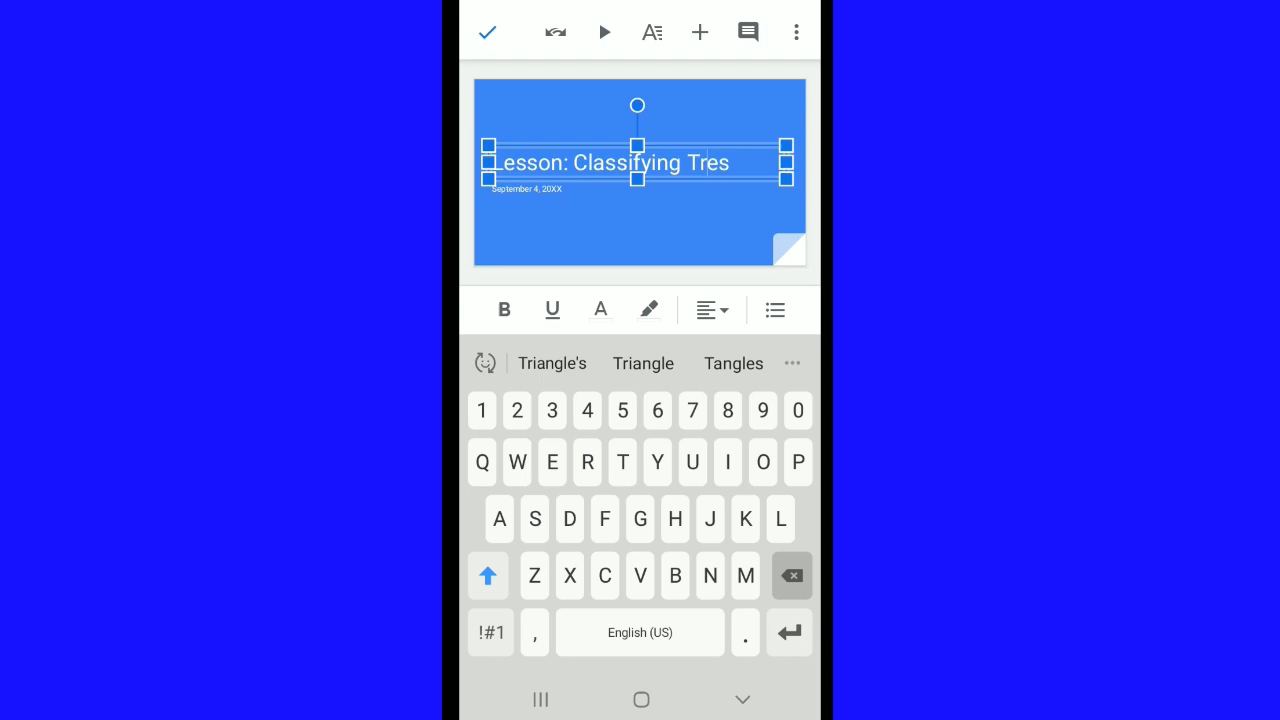 Lesson: Classifying Tres
September 4, 20XX
B U A
Triangle's Triangle Tangles
1 2 3 4 5 6 7 8 9 0
Q W E R T Y U I O P
A S D F G H J K L
Z X C V B N M
!#1 , English (US) .